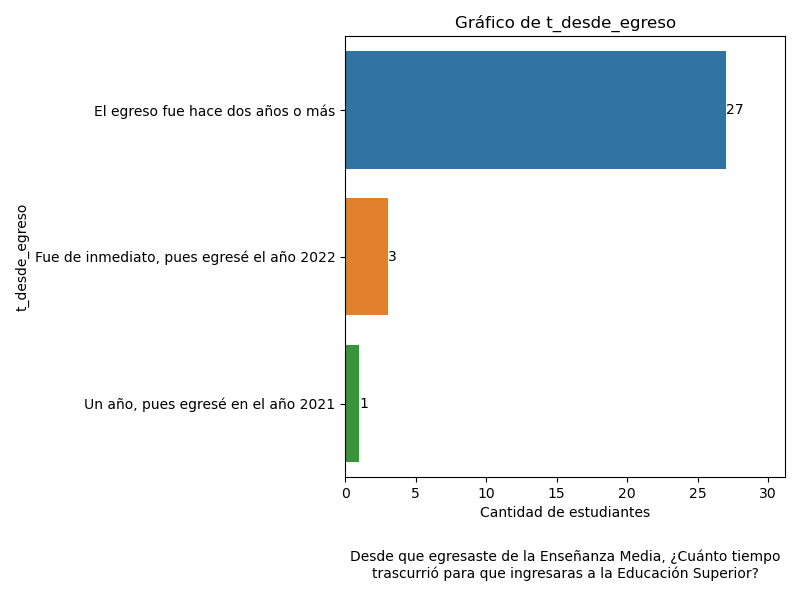 Gráfico de t_desde_egreso
El egreso fue hace dos años o más
27
t_desde_egreso
Fue de inmediato, pues egresé el año 2022
3
Un año, pues egresé en el año 2021
1
0 5 10 15 20 25 30
Cantidad de estudiantes
Desde que egresaste de la Enseñanza Media, ¿Cuánto tiempo
trascurrió para que ingresaras a la Educación Superior?